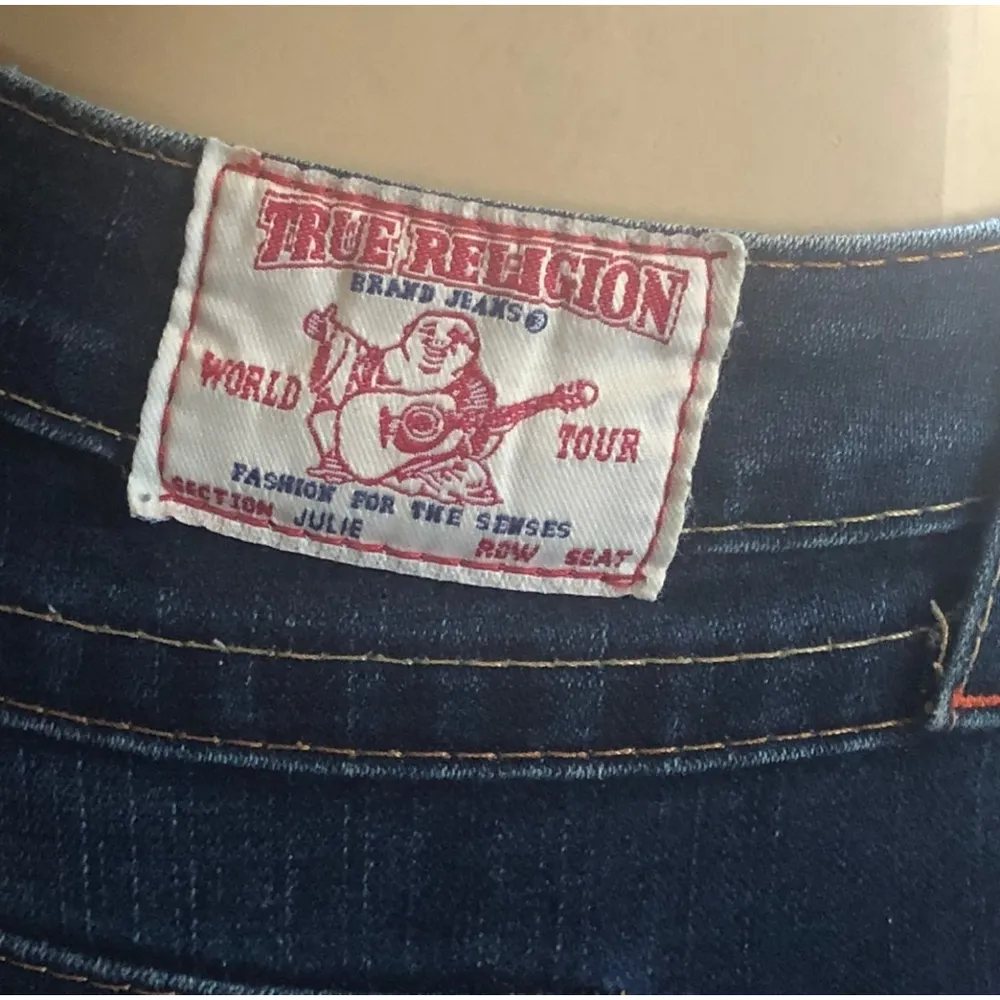 TRUE RELIGION
BRAND JEANS®
WORLD TOUR
FASHION FOR THE SENSES
SECTION JULIE
ROW SEAT